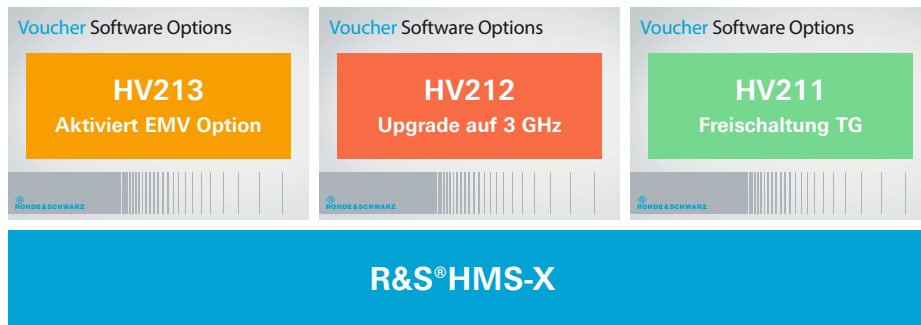 Voucher Software Options
HV213
Aktiviert EMV Option
ROHDE&SCHWARZ
Voucher Software Options
HV212
Upgrade auf 3 GHz
ROHDE&SCHWARZ
Voucher Software Options
HV211
Freischaltung TG
ROHDE&SCHWARZ
R&S®HMS-X